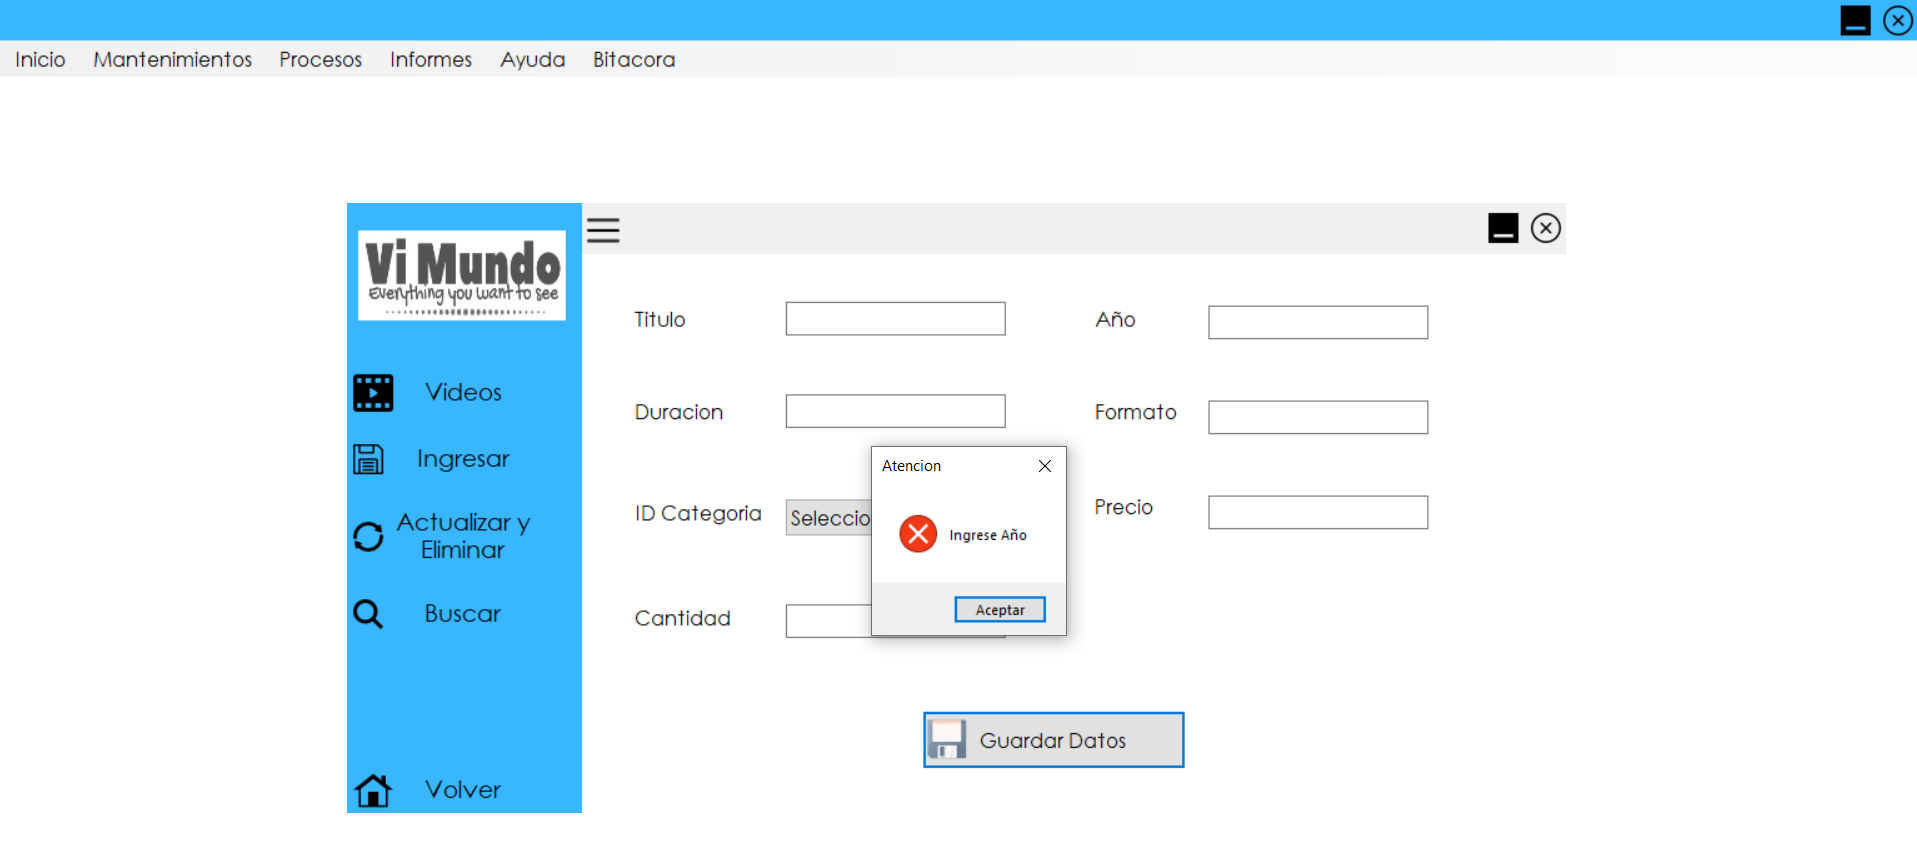 Inicio Mantenimientos Procesos Informes Ayuda Bitacora
Vi Mundo
Everything you want to see
Videos
Ingresar
Actualizar y
Eliminar
Buscar
Volver
Titulo
Año
Duracion
Formato
ID Categoria
Seleccio
Precio
Cantidad
Atencion
Ingrese Año
Aceptar
Guardar Datos